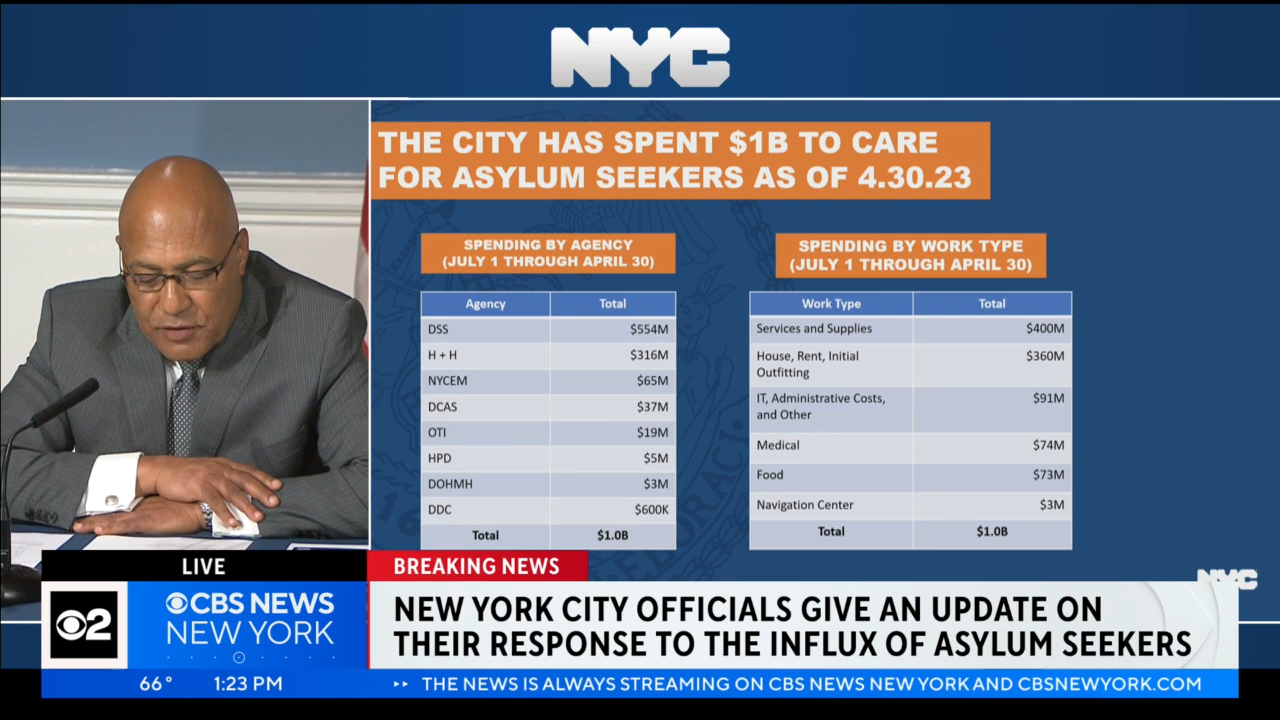 NYC
THE CITY HAS SPENT $1B TO CARE
FOR ASYLUM SEEKERS AS OF 4.30.23
SPENDING BY AGENCY
(JULY 1 THROUGH APRIL 30)
Agency Total
DSS $554M
H + H $316M
NYCEM $65M
DCAS $37M
OTI $19M
HPD $5M
DOHMH $3M
DDC $600K
Total $1.0B
SPENDING BY WORK TYPE
(JULY 1 THROUGH APRIL 30)
Work Type Total
Services and Supplies $400M
House, Rent, Initial $360M
Outfitting
IT, Administrative Costs, $91M
and Other
Medical $74M
Food $73M
Navigation Center $3M
Total $1.0B
NYC
LIVE
BREAKING NEWS
2
CBS NEWS
NEW YORK
NEW YORK CITY OFFICIALS GIVE AN UPDATE ON
THEIR RESPONSE TO THE INFLUX OF ASYLUM SEEKERS
66° 1:23 PM
THE NEWS IS ALWAYS STREAMING ON CBS NEWS NEW YORK AND CBSNEWYORK.COM